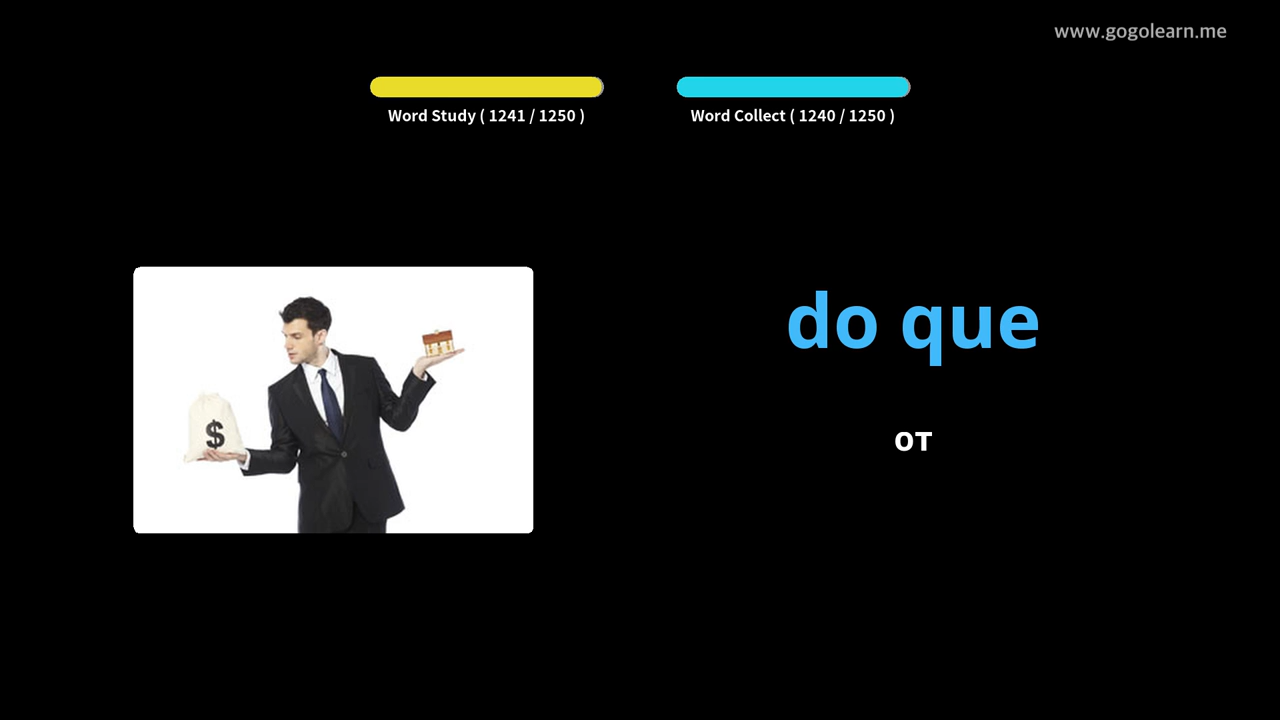 www.gogolearn.me
Word Study ( 1241 / 1250 )
Word Collect ( 1240 / 1250 )
$
do que
от